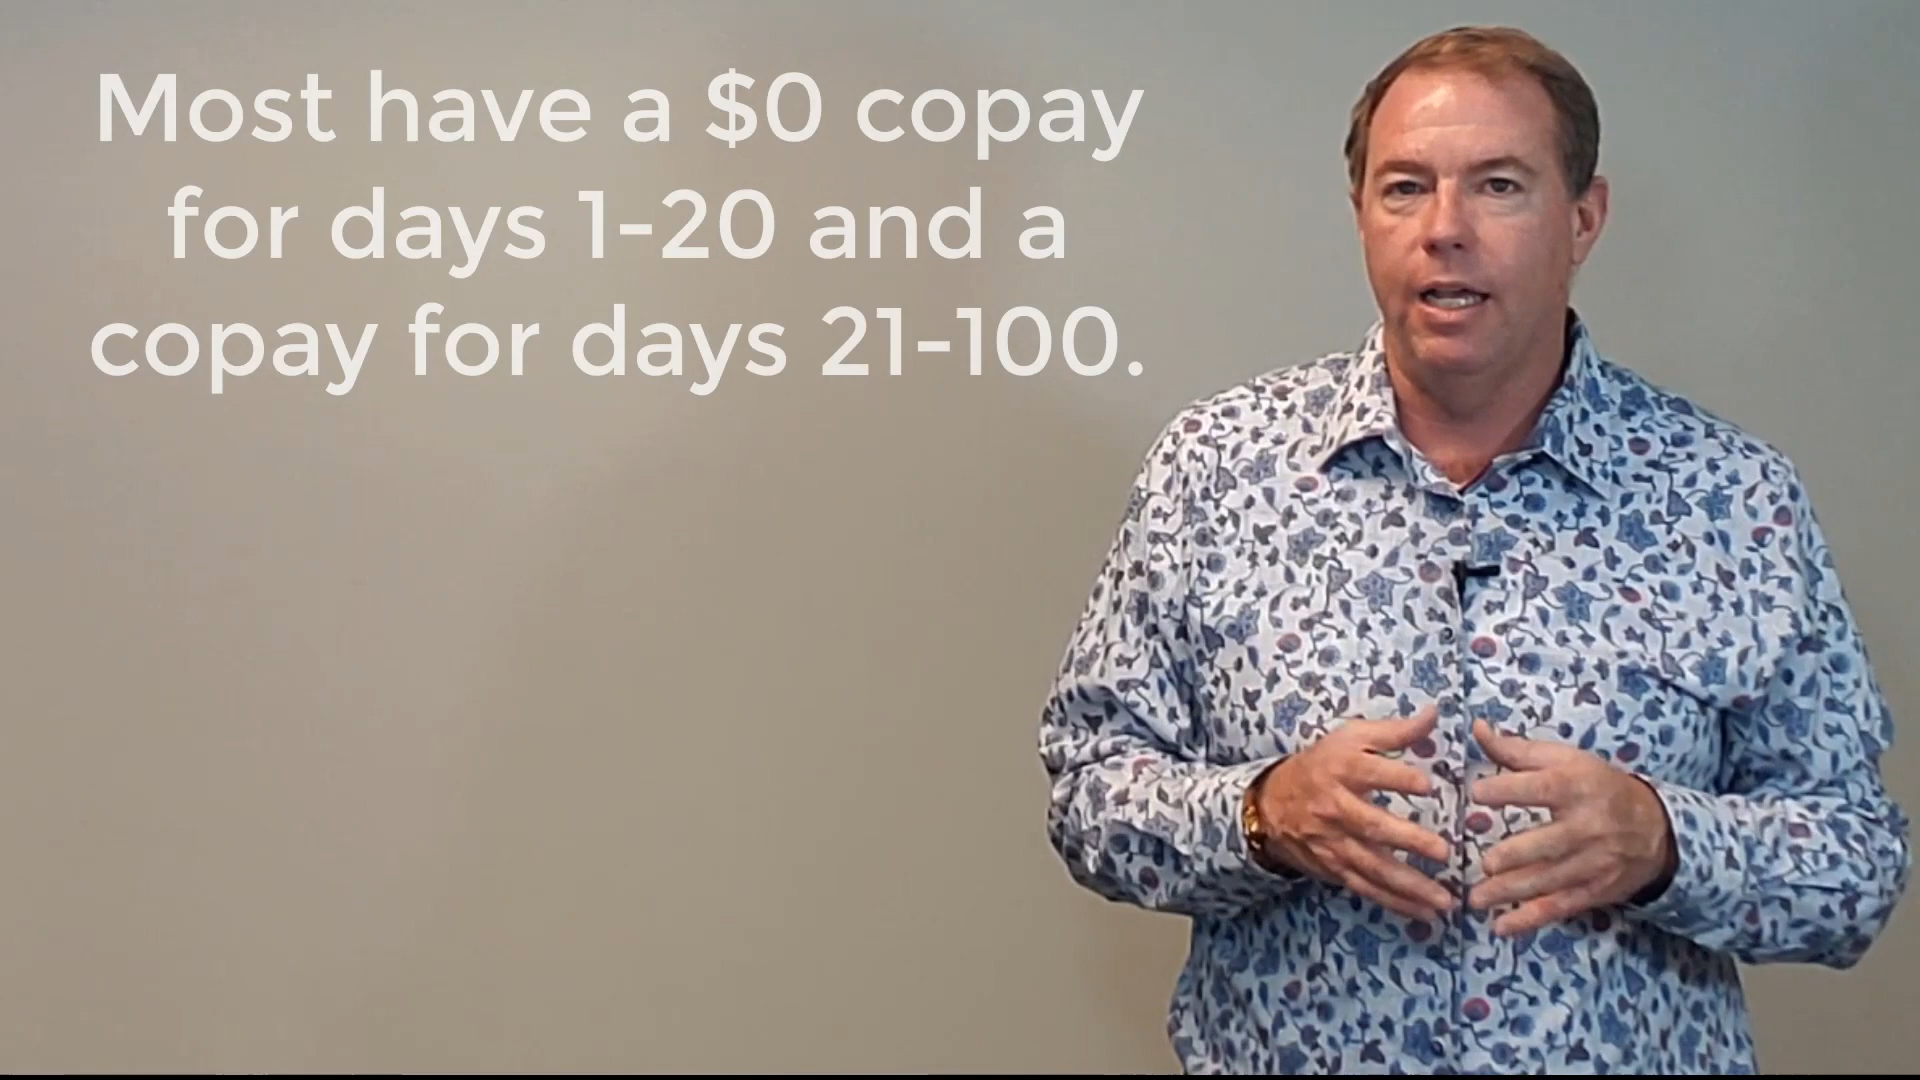 Most have a $0 copay
for days 1-20 and a
copay for days 21-100.